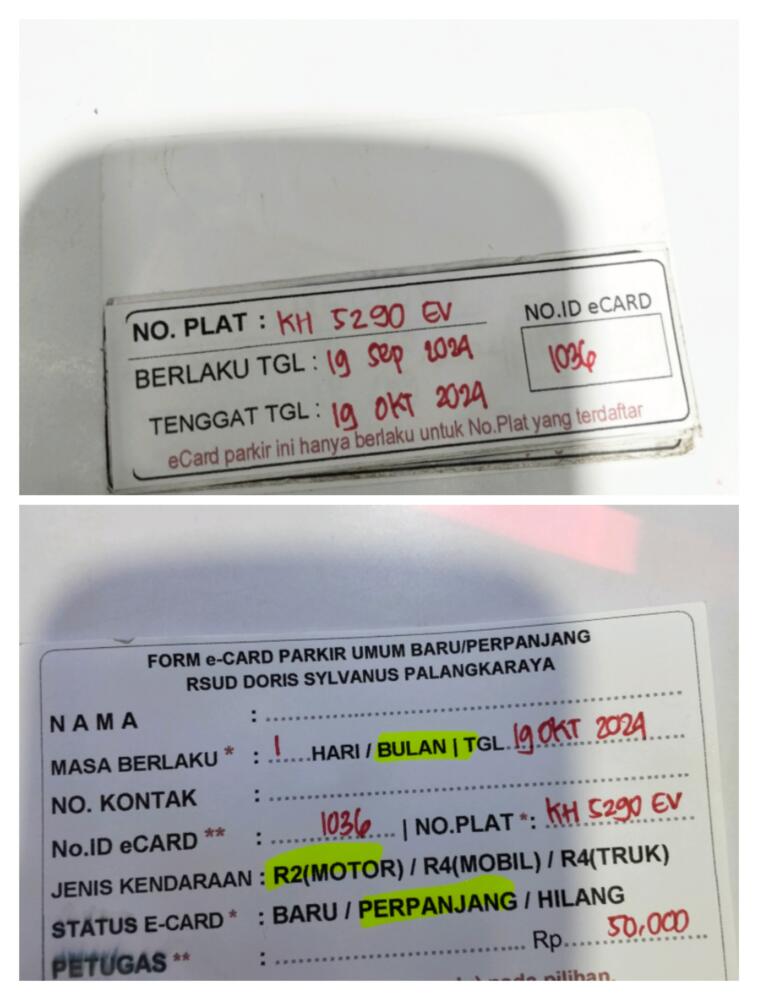 NO. PLAT : KH 5290 EV
NO.ID eCARD
BERLAKU TGL : 19 Sep 2024
1036
TENGGAT TGL : 19 OKT 2024
eCard parkir ini hanya berlaku untuk No.Plat yang terdaftar
FORM e-CARD PARKIR UMUM BARU/PERPANJANG
RSUD DORIS SYLVANUS PALANGKARAYA
NAMA :
MASA BERLAKU * : 1 HARI / BULAN | TGL. 19 OKT 2024
NO. KONTAK :
No.ID eCARD ** : 1036 | NO.PLAT *: KH 5290 EV
JENIS KENDARAAN : R2(MOTOR) / R4(MOBIL) / R4(TRUK)
STATUS E-CARD * : BARU / PERPANJANG / HILANG
PETUGAS ** : Rp. 50,000
pada pilihan.